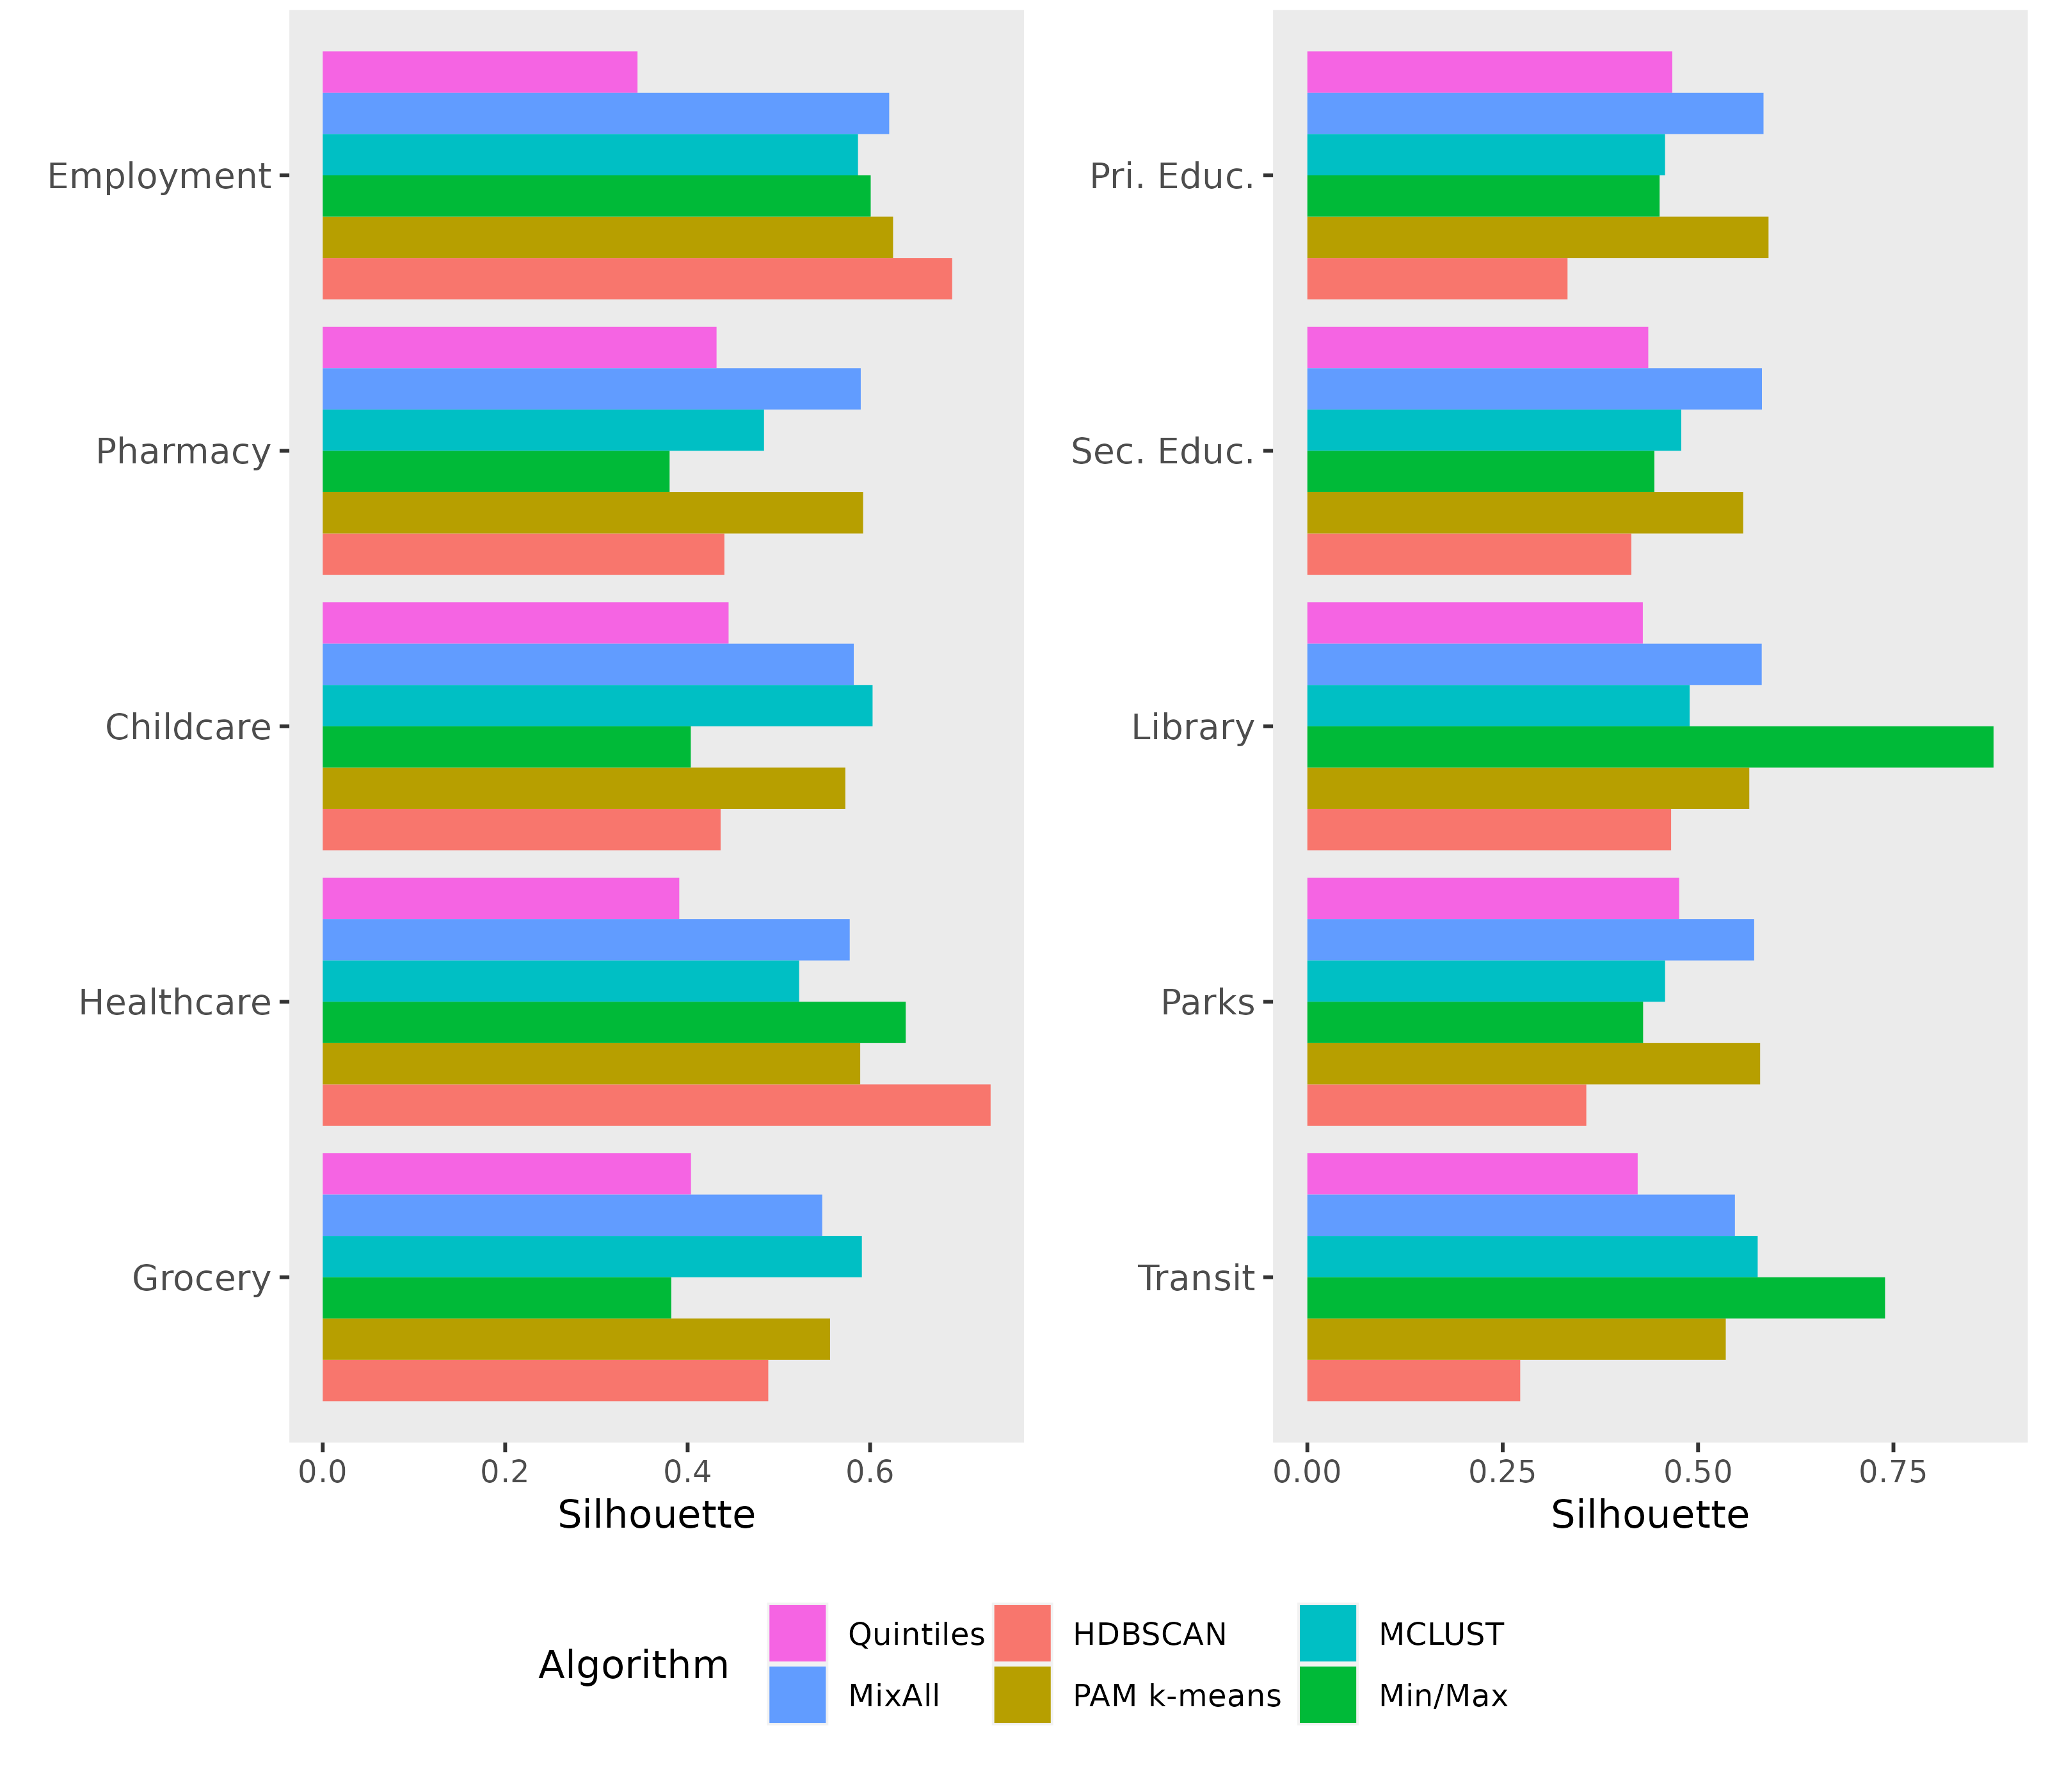 Employment
Pharmacy
Childcare
Healthcare
Grocery
0.0 0.2 0.4 0.6
Silhouette
Pri. Educ.
Sec. Educ.
Library
Parks
Transit
0.00 0.25 0.50 0.75
Silhouette
Algorithm
Quintiles HDBSCAN MCLUST
MixAll PAM k-means Min/Max